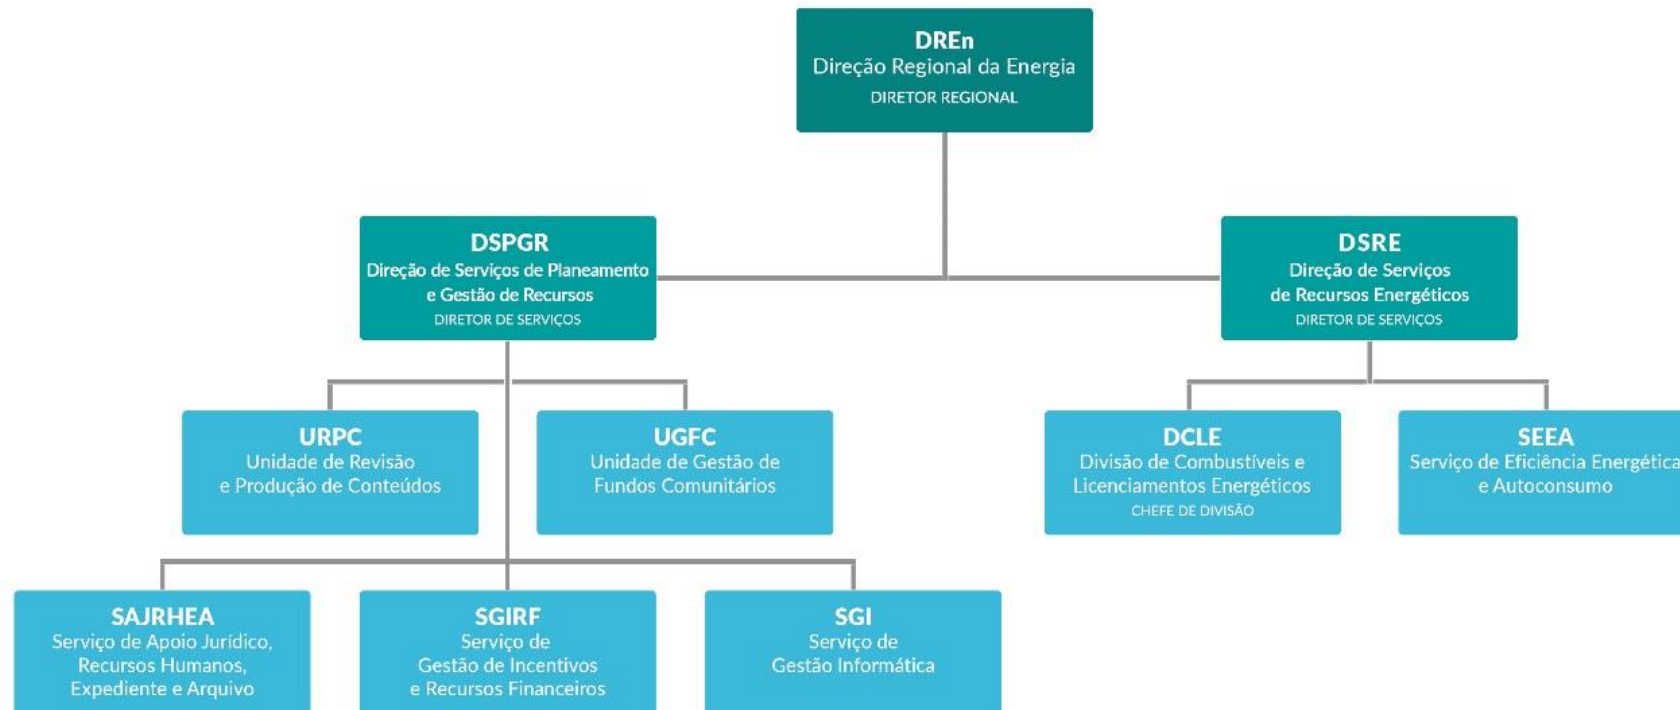 DREn
Direção Regional da Energia
DIRETOR REGIONAL
DSPGR
Direção de Serviços de Planeamento
e Gestão de Recursos
DIRETOR DE SERVIÇOS
DSRE
Direção de Serviços
de Recursos Energéticos
DIRETOR DE SERVIÇOS
URPC
Unidade de Revisão
e Produção de Conteúdos
UGFC
Unidade de Gestão de
Fundos Comunitários
DCLE
Divisão de Combustíveis e
Licenciamentos Energéticos
CHEFE DE DIVISÃO
SEEA
Serviço de Eficiência Energética
e Autoconsumo
SAJRHEA
Serviço de Apoio Jurídico,
Recursos Humanos,
Expediente e Arquivo
SGIRF
Serviço de
Gestão de Incentivos
e Recursos Financeiros
SGI
Serviço de
Gestão Informática